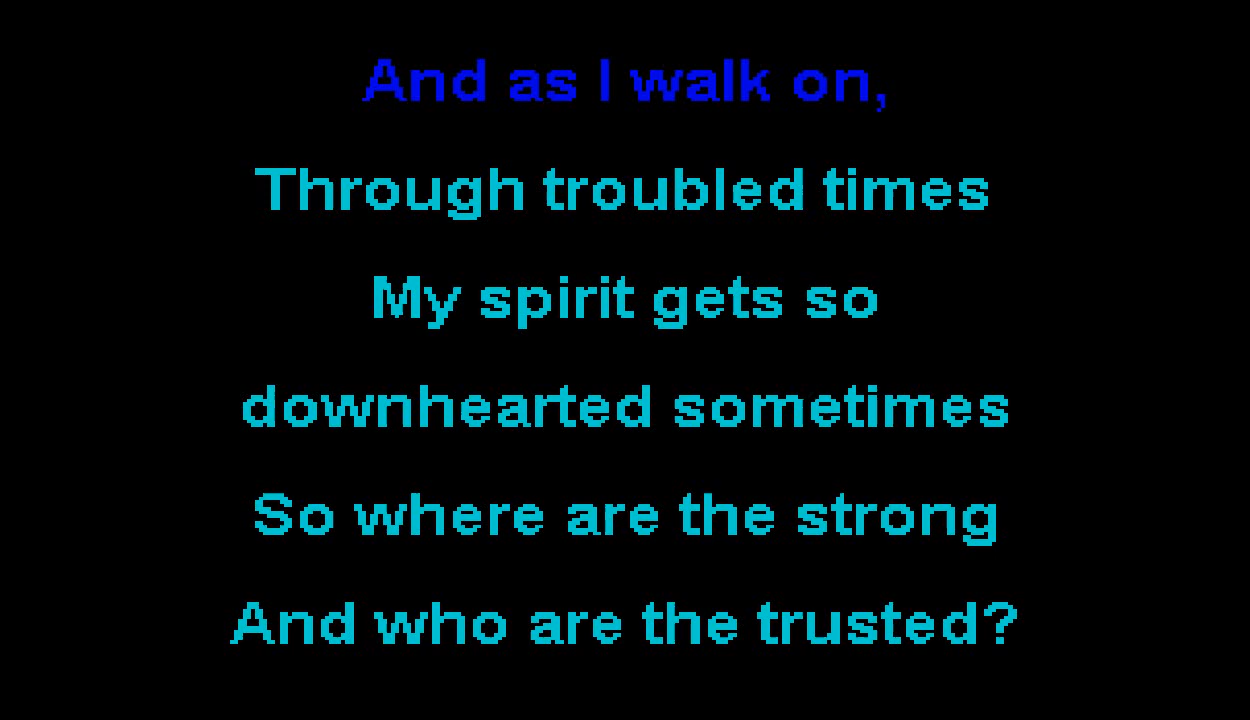 And as I walk on,
Through troubled times
My spirit gets so
downhearted sometimes
So where are the strong
And who are the trusted?